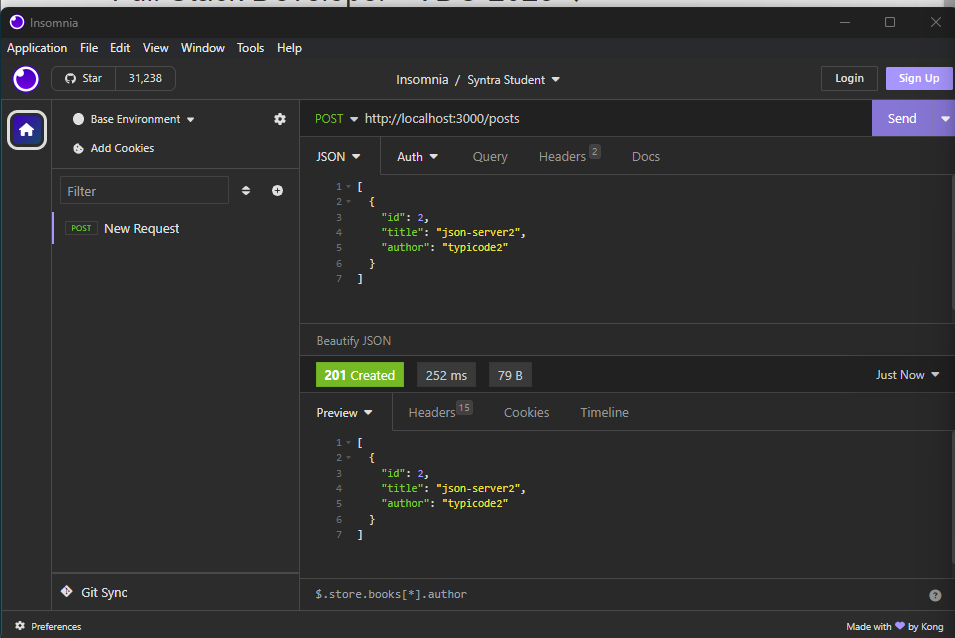 Insomnia
Application File Edit View Window Tools Help
Star 31,238
Insomnia / Syntra Student
Login Sign Up
Base Environment
Add Cookies
Filter
POST New Request
Git Sync
POST http://localhost:3000/posts Send
JSON Auth Query Headers 2 Docs
1 [
2 {
3 "id": 2,
4 "title": "json-server2",
5 "author": "typicode2"
6 }
7 ]
Beautify JSON
201 Created 252 ms 79 B Just Now
Preview Headers 15 Cookies Timeline
1 [
2 {
3 "id": 2,
4 "title": "json-server2",
5 "author": "typicode2"
6 }
7 ]
$.store.books[*].author
Preferences Made with by Kong